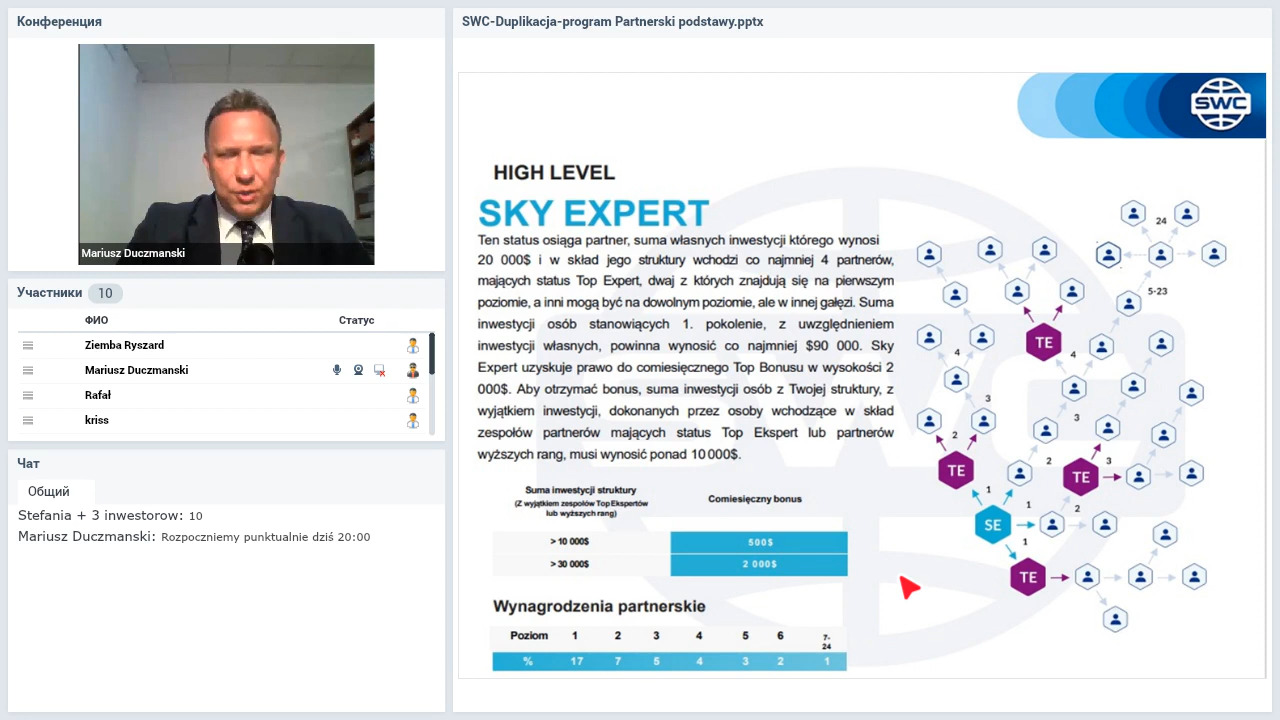 Конференция
Mariusz Duczmanski
Участники 10
ФИО Статус
Ziemba Ryszard
Mariusz Duczmanski
Rafał
kriss
Чат
Общий
Stefania + 3 inwestorow: 10
Mariusz Duczmanski: Rozpoczniemy punktualnie dziś 20:00
SWC-Duplikacja-program Partnerski podstawy.pptx
SWC
HIGH LEVEL
SKY EXPERT
Ten status osiąga partner, suma własnych inwestycji którego wynosi
20 000$ i w skład jego struktury wchodzi co najmniej 4 partnerów,
mających status Top Expert, dwaj z których znajdują się na pierwszym
poziomie, a inni mogą być na dowolnym poziomie, ale w innej gałęzi. Suma
inwestycji osób stanowiących 1. pokolenie, z uwzględnieniem
inwestycji własnych, powinna wynosić co najmniej $90 000. Sky
Expert uzyskuje prawo do comiesięcznego Top Bonusu w wysokości 2
000$. Aby otrzymać bonus, suma inwestycji osób z Twojej struktury, z
wyjątkiem inwestycji, dokonanych przez osoby wchodzące w skład
zespołów partnerów mających status Top Ekspert lub partnerów
wyższych rang, musi wynosić ponad 10 000$.
Suma inwestycji struktury
(Z wyjątkiem zespołów Top Ekspertów
lub wyższych rang)
Comiesięczny bonus
> 10 000$ 500$
> 30 000$ 2 000$
Wynagrodzenia partnerskie
Poziom 1 2 3 4 5 6 7-24
% 17 7 5 4 3 2 1
24
5-23
TE
4
4
3
3
2
2
3
TE
TE
1
1
2
SE
1
TE